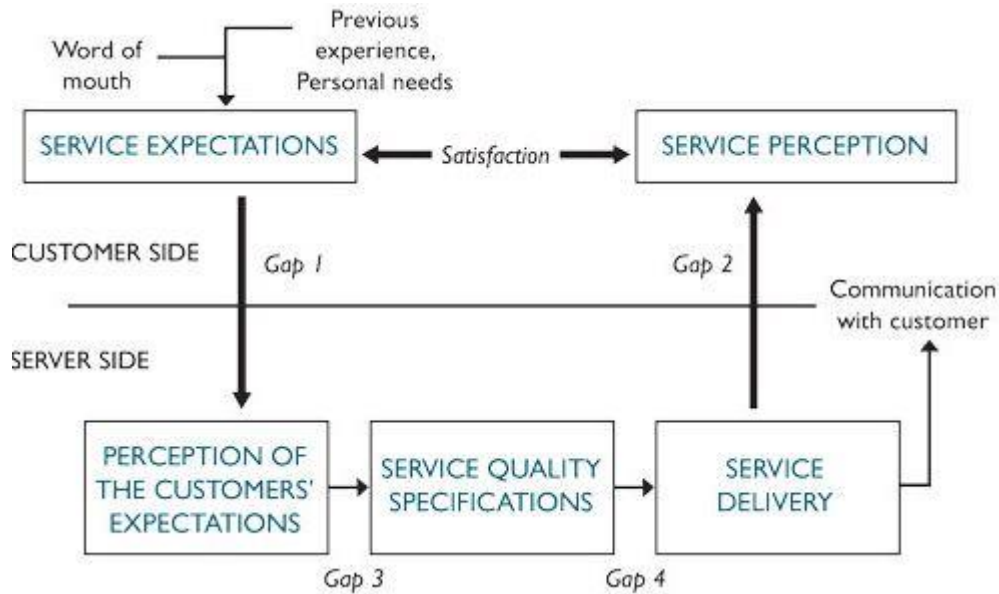 Previous
experience,
Personal needs
Word of
mouth
SERVICE EXPECTATIONS
Satisfaction
SERVICE PERCEPTION
CUSTOMER SIDE
Gap 1
Gap 2
Communication
with customer
SERVER SIDE
PERCEPTION OF
THE CUSTOMERS'
EXPECTATIONS
SERVICE QUALITY
SPECIFICATIONS
SERVICE
DELIVERY
Gap 3
Gap 4